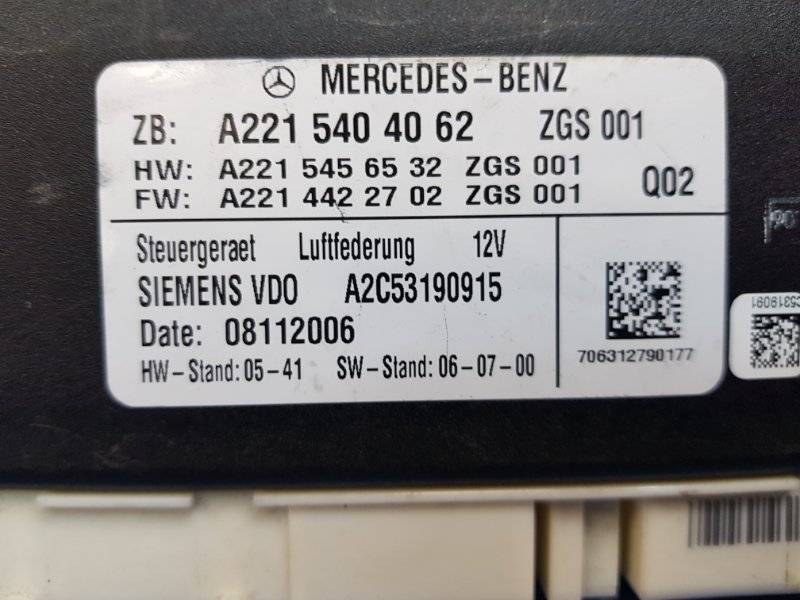 MERCEDES-BENZ
ZB: A221 540 40 62 ZGS 001
HW: A221 545 65 32 ZGS 001
FW: A221 442 27 02 ZGS 001
Q02
Steuergeraet Luftfederung 12V
SIEMENS VDO A2C53190915
Date: 08112006
HW-Stand: 05-41 SW-Stand: 06-07-00
706312790177